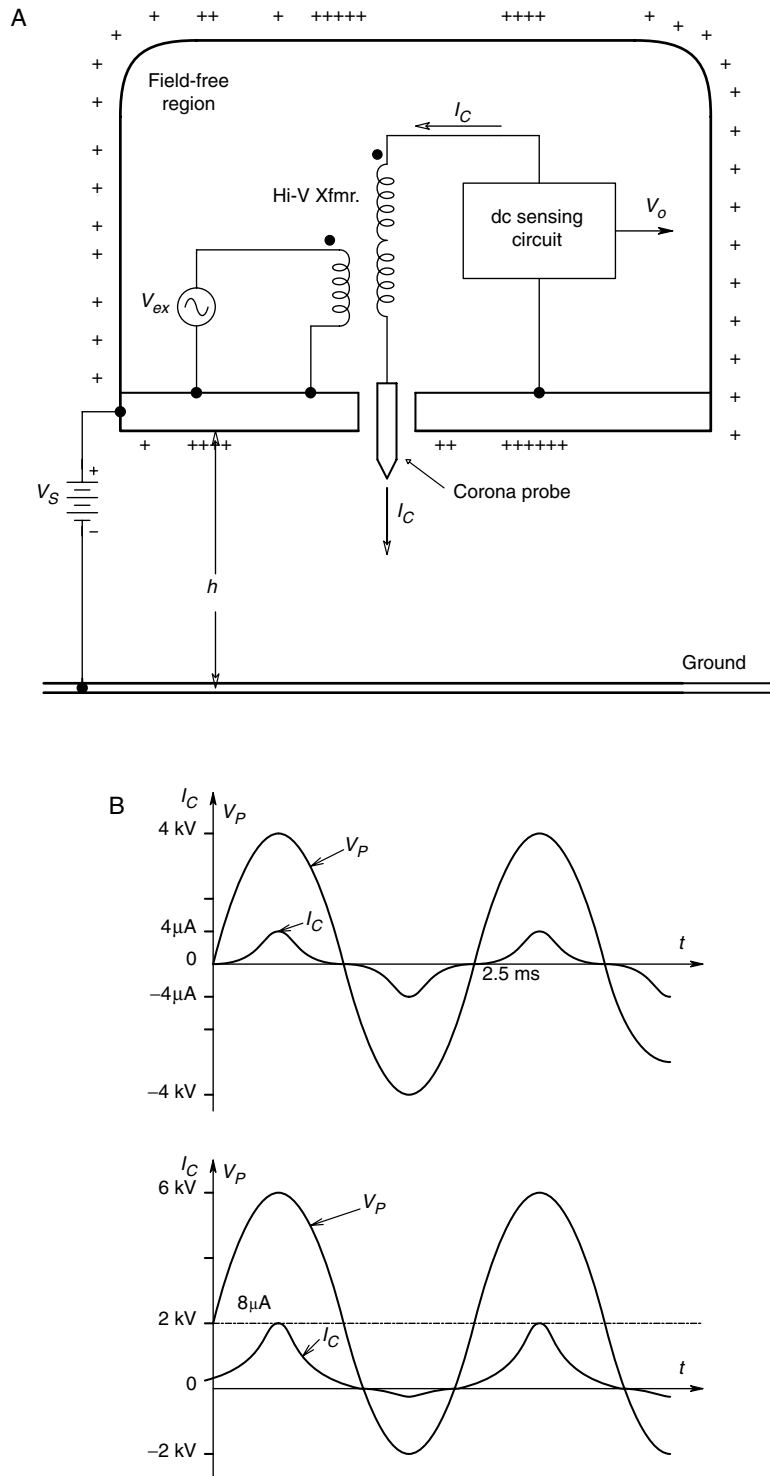 A
+ ++ +++++ ++++ +
Field-free
region
I_C
Hi-V Xfmr.
dc sensing
circuit
V_o
V_ex
+ ++++ ++ ++++++
Corona probe
V_S
+
−
I_C
h
Ground
B
I_C
V_P
4 kV
V_P
4µA
I_C
t
0
2.5 ms
−4µA
−4 kV
I_C
V_P
6 kV
V_P
8µA
2 kV
I_C
t
0
−2 kV